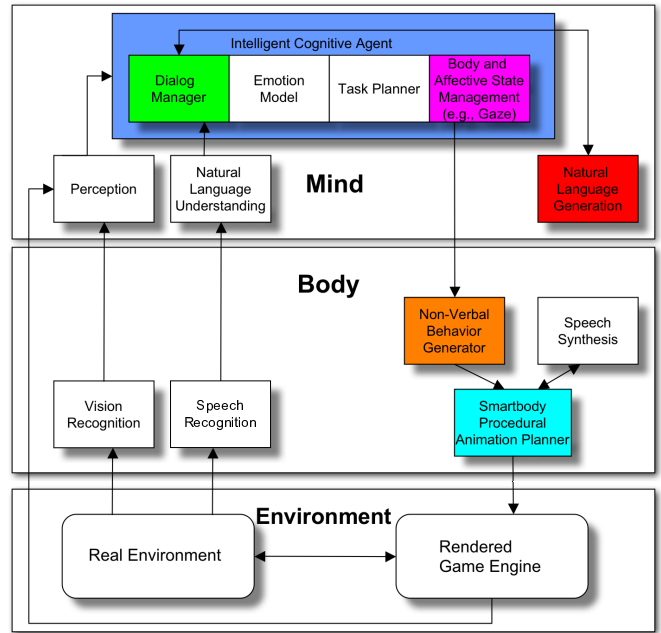 Intelligent Cognitive Agent
Dialog
Manager
Emotion
Model
Task Planner
Body and
Affective State
Management
(e.g., Gaze)
Perception
Natural
Language
Understanding
Mind
Natural
Language
Generation
Body
Non-Verbal
Behavior
Generator
Speech
Synthesis
Vision
Recognition
Speech
Recognition
Smartbody
Procedural
Animation Planner
Environment
Real Environment
Rendered
Game Engine